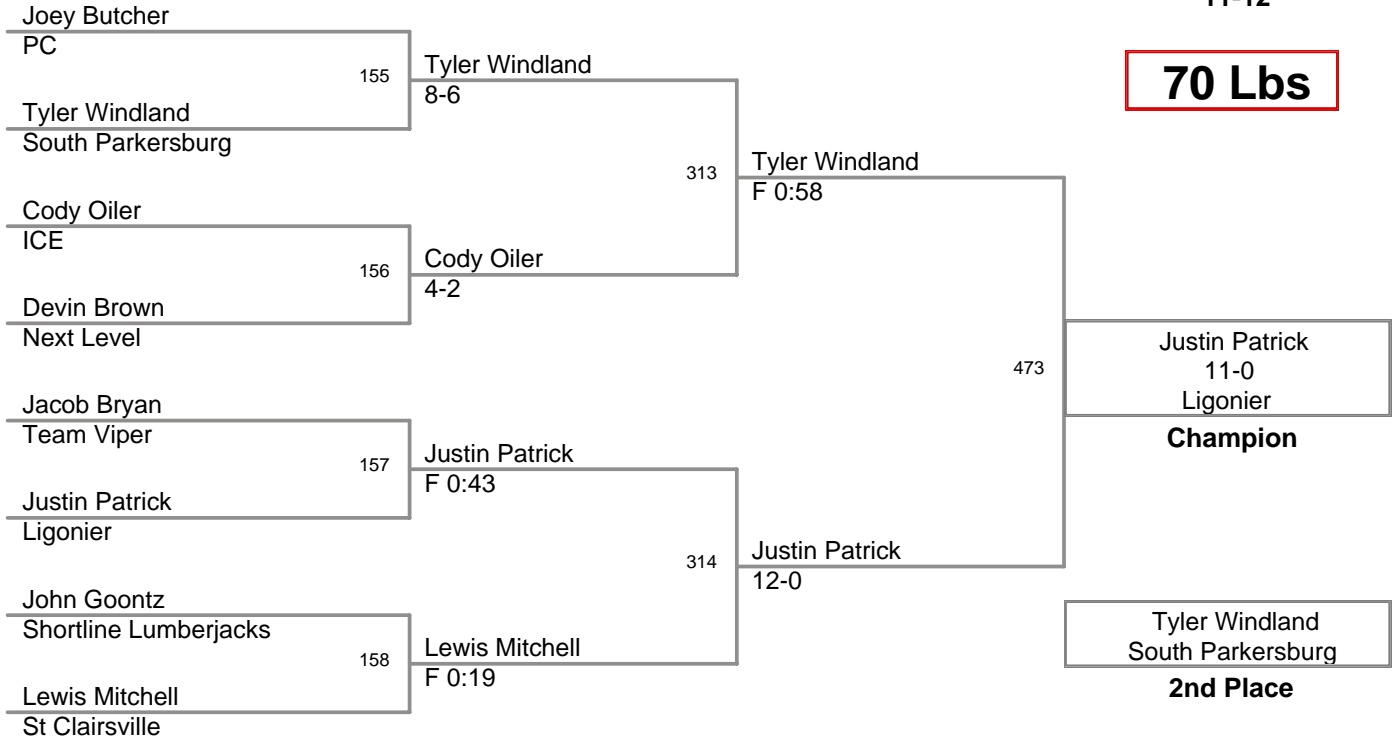 11-12
70 Lbs
Joey Butcher
PC
155
Tyler Windland
8-6
Tyler Windland
South Parkersburg
313
Tyler Windland
F 0:58
Cody Oiler
ICE
156
Cody Oiler
4-2
Devin Brown
Next Level
473
Justin Patrick
11-0
Ligonier
Champion
Jacob Bryan
Team Viper
157
Justin Patrick
F 0:43
Justin Patrick
Ligonier
314
Justin Patrick
12-0
John Goontz
Shortline Lumberjacks
158
Lewis Mitchell
F 0:19
Lewis Mitchell
St Clairsville
Tyler Windland
South Parkersburg
2nd Place